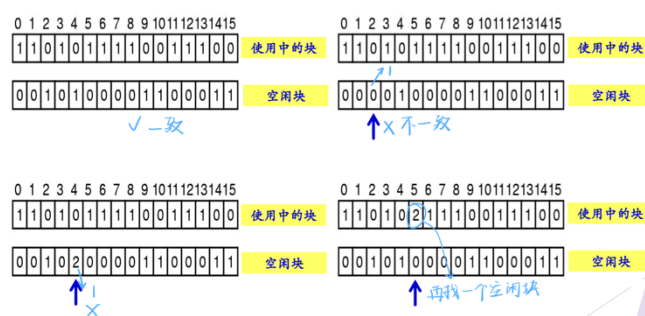 0 1 2 3 4 5 6 7 8 9 10 11 12 13 14 15
1 1 0 1 0 1 1 1 1 0 0 1 1 1 0 0 使用中的块
0 0 1 0 1 0 0 0 0 1 1 0 0 0 1 1 空闲块
✓ 一致
0 1 2 3 4 5 6 7 8 9 10 11 12 13 14 15
1 1 0 1 0 1 1 1 1 0 0 1 1 1 0 0 使用中的块
1
0 0 0 0 1 0 0 0 0 1 1 0 0 0 1 1 空闲块
X 不一致
0 1 2 3 4 5 6 7 8 9 10 11 12 13 14 15
1 1 0 1 0 1 1 1 1 0 0 1 1 1 0 0 使用中的块
0 0 1 0 2 0 0 0 0 1 1 0 0 0 1 1 空闲块
1
X
0 1 2 3 4 5 6 7 8 9 10 11 12 13 14 15
1 1 0 1 0 2 1 1 1 0 0 1 1 1 0 0 使用中的块
0 0 1 0 1 0 0 0 0 1 1 0 0 0 1 1 空闲块
再找一个空闲块